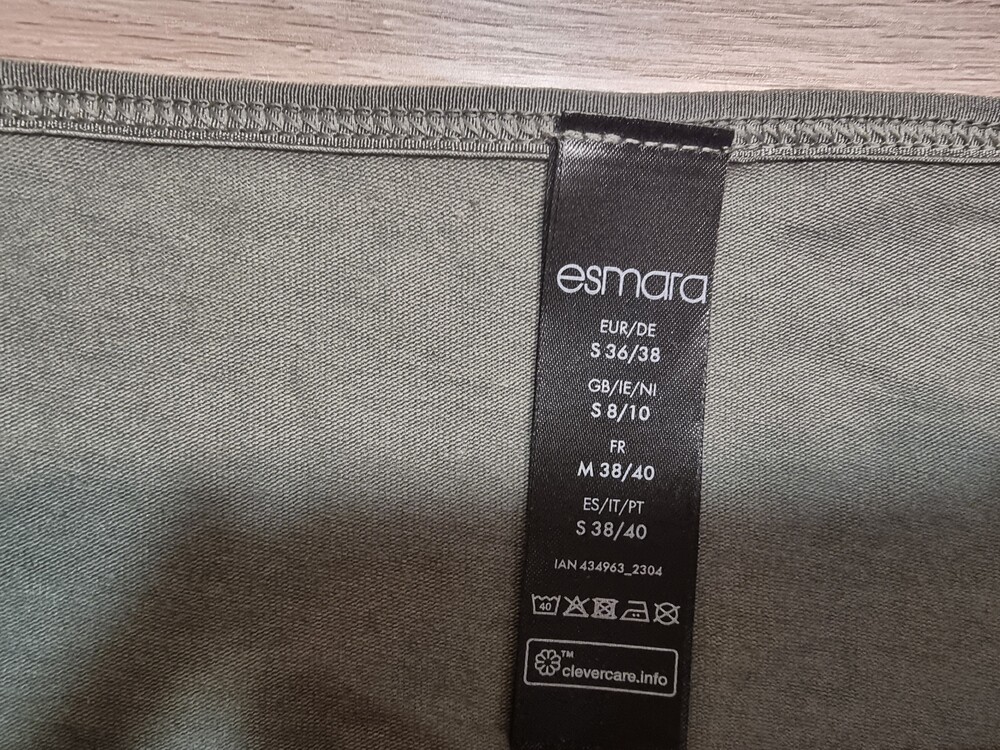 esmara
EUR/DE
S 36/38
GB/IE/NI
S 8/10
FR
M 38/40
ES/IT/PT
S 38/40
IAN 434963_2304
40
™
clevercare.info